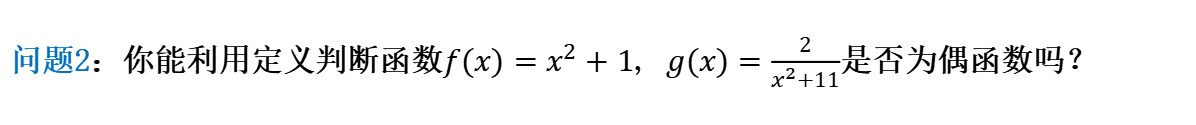 问题2：你能利用定义判断函数f(x) = x² + 1, g(x) = 2/(x²+11)是否为偶函数吗？